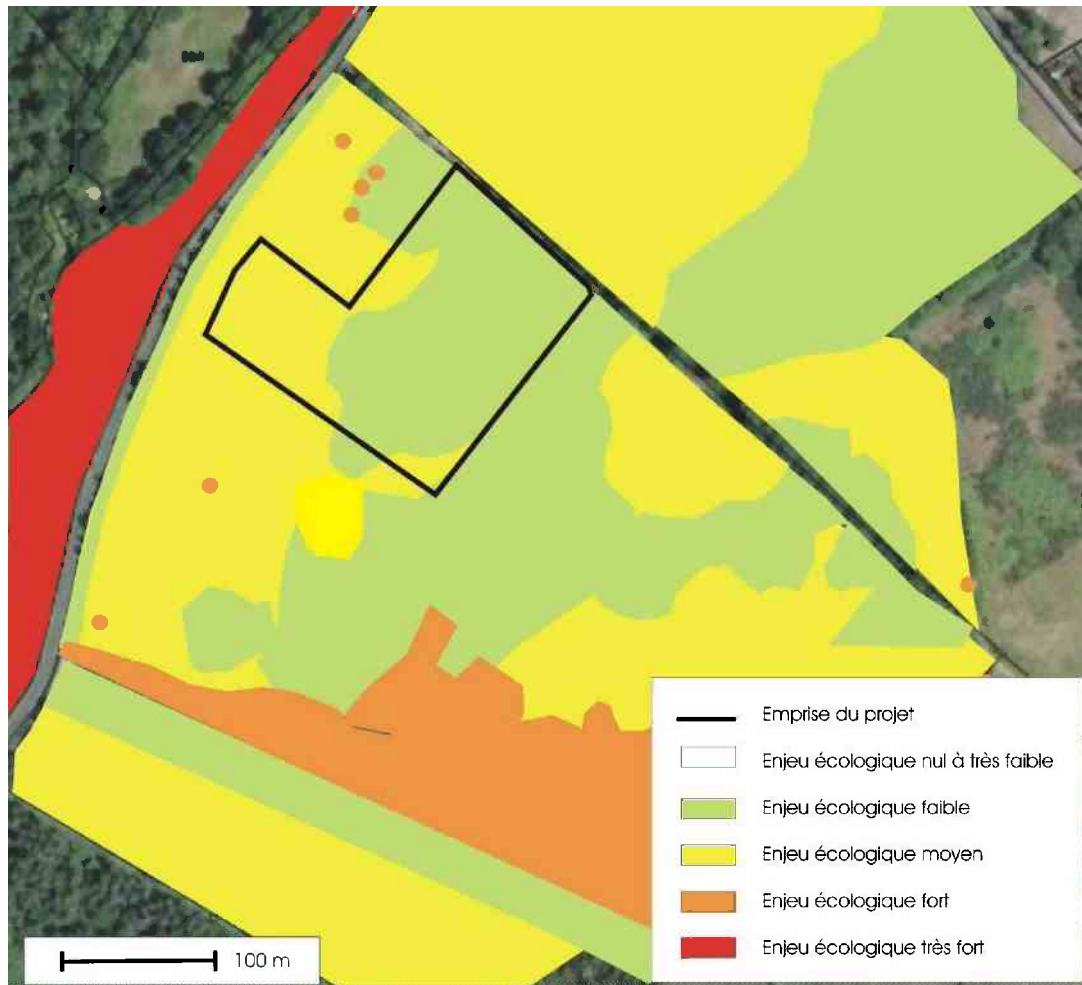 Emprise du projet
Enjeu écologique nul à très faible
Enjeu écologique faible
Enjeu écologique moyen
Enjeu écologique fort
Enjeu écologique très fort
100 m